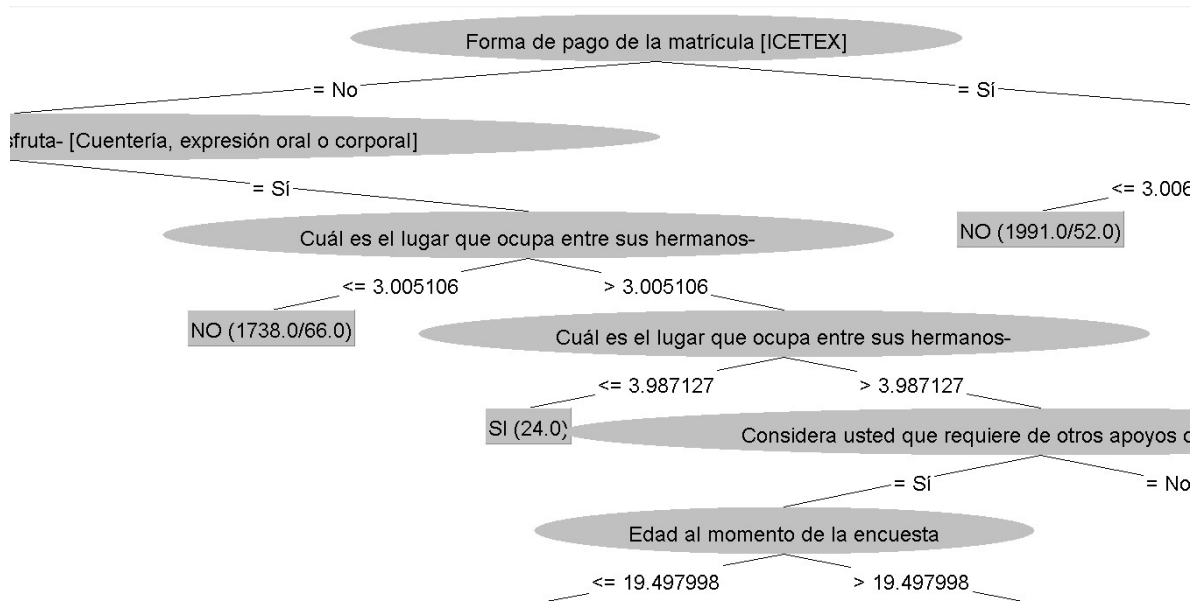 Forma de pago de la matrícula [ICETEX]
= No
= Sí
sfruta- [Cuentería, expresión oral o corporal]
= Sí
<= 3.006
Cuál es el lugar que ocupa entre sus hermanos-
NO (1991.0/52.0)
<= 3.005106
> 3.005106
NO (1738.0/66.0)
Cuál es el lugar que ocupa entre sus hermanos-
<= 3.987127
> 3.987127
SI (24.0)
Considera usted que requiere de otros apoyos
= Sí
= No
Edad al momento de la encuesta
<= 19.497998
> 19.497998